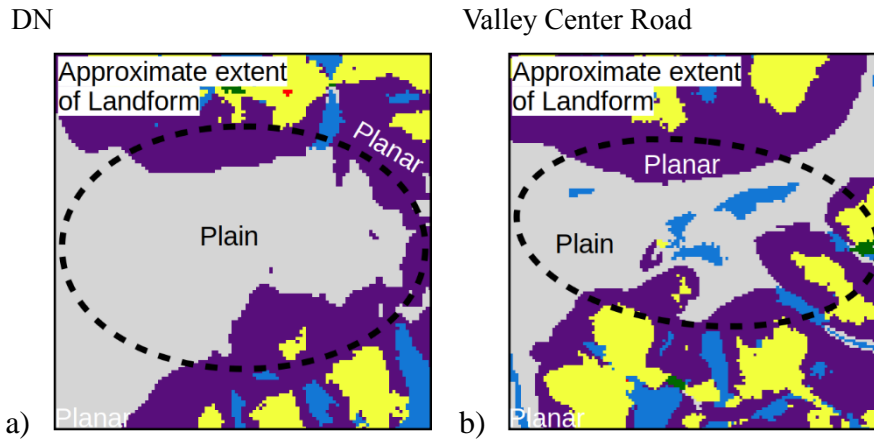 DN
Valley Center Road
Approximate extent
of Landform
Planar
Plain
Planar
a)
Approximate extent
of Landform
Planar
Plain
Planar
b)